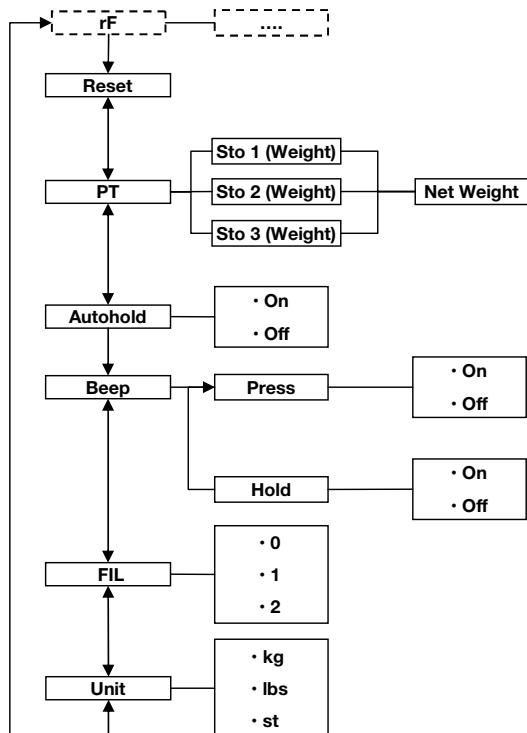 rF
....
Reset
Sto 1 (Weight)
PT
Sto 2 (Weight)
Net Weight
Sto 3 (Weight)
Autohold
· On
· Off
Beep
Press
· On
· Off
Hold
· On
· Off
FIL
· 0
· 1
· 2
Unit
· kg
· lbs
· st